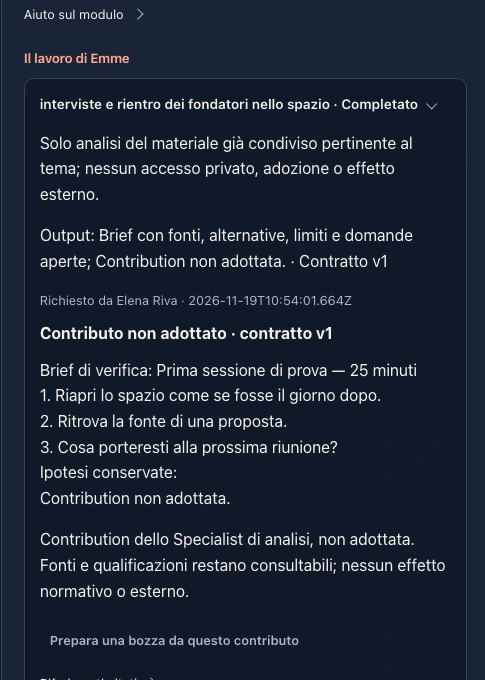 Aiuto sul modulo
Il lavoro di Emme
interviste e rientro dei fondatori nello spazio · Completato
Solo analisi del materiale già condiviso pertinente al
tema; nessun accesso privato, adozione o effetto
esterno.
Output: Brief con fonti, alternative, limiti e domande
aperte; Contribution non adottata. · Contratto v1
Richiesto da Elena Riva · 2026-11-19T10:54:01.664Z
Contributo non adottato · contratto v1
Brief di verifica: Prima sessione di prova — 25 minuti
1. Riapri lo spazio come se fosse il giorno dopo.
2. Ritrova la fonte di una proposta.
3. Cosa porteresti alla prossima riunione?
Ipotesi conservate:
Contribution non adottata.
Contribution dello Specialist di analisi, non adottata.
Fonti e qualificazioni restano consultabili; nessun effetto
normativo o esterno.
Prepara una bozza da questo contributo